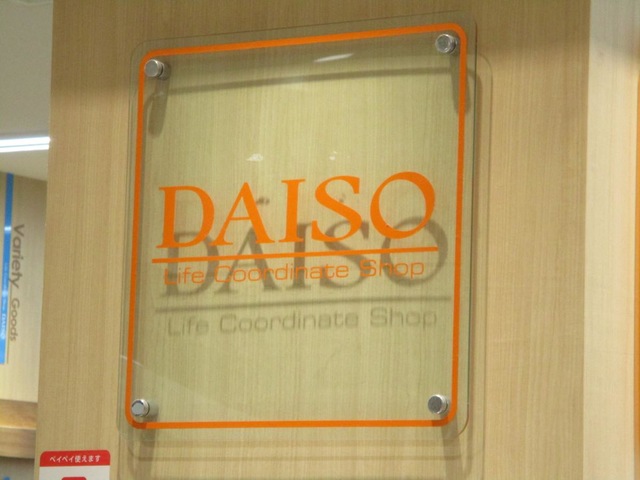 DAISO
Life Coordinate Shop
Variety Goods
ペイペイ使えます